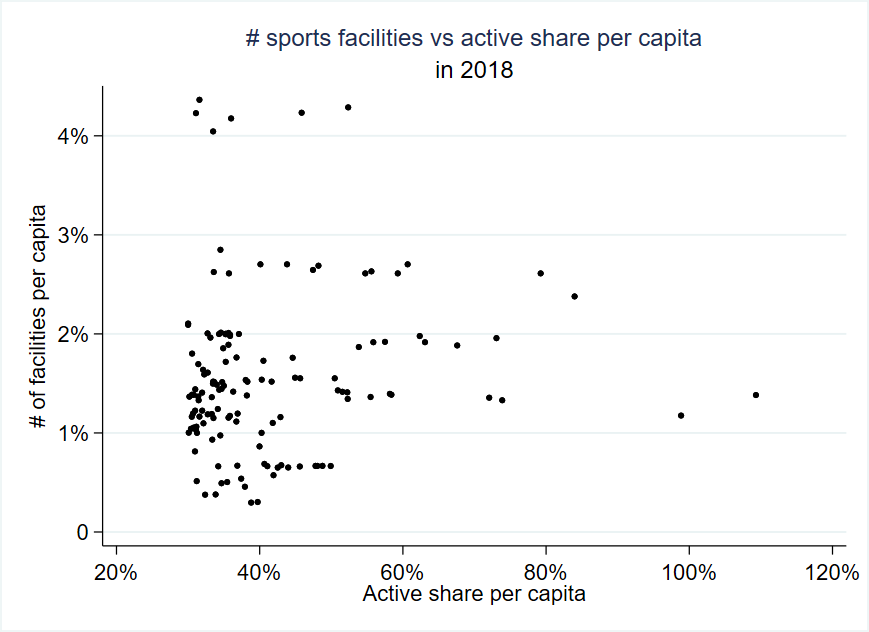 # sports facilities vs active share per capita
in 2018
# of facilities per capita
4%
3%
2%
1%
0
20% 40% 60% 80% 100% 120%
Active share per capita